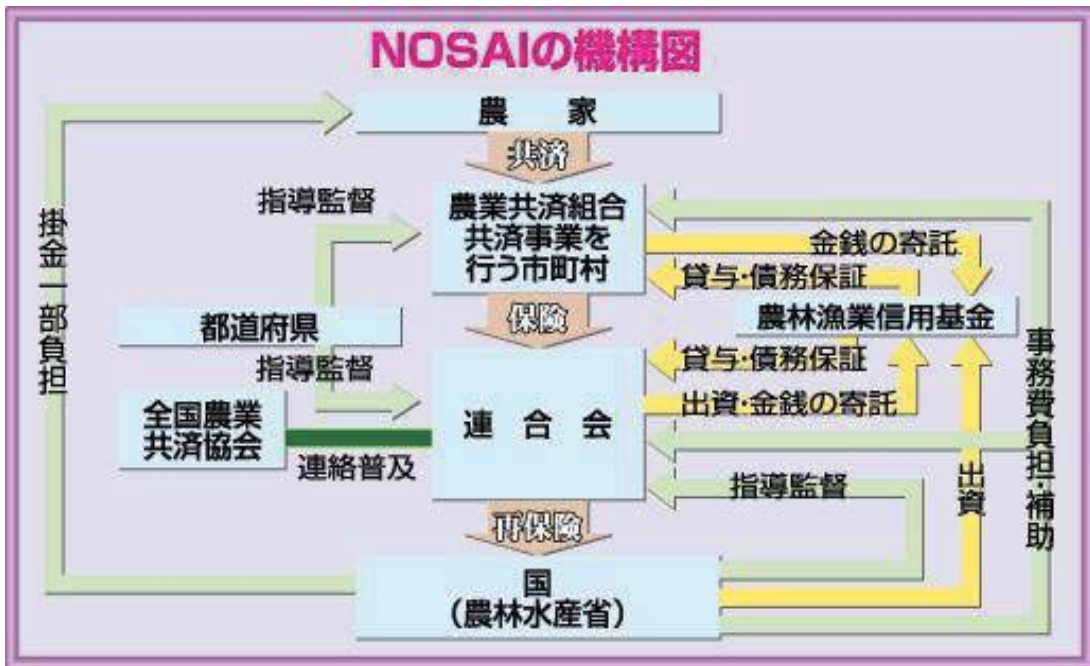 NOSAIの機構図
農 家
共済
指導監督
農業共済組合
共済事業を
行う市町村
金銭の寄託
貸与・債務保証
掛金一部負担
都道府県
保険
農林漁業信用基金
指導監督
貸与・債務保証
全国農業
共済協会
連 合 会
出資・金銭の寄託
連絡普及
指導監督
出資
事務費負担・補助
再保険
国
(農林水産省)